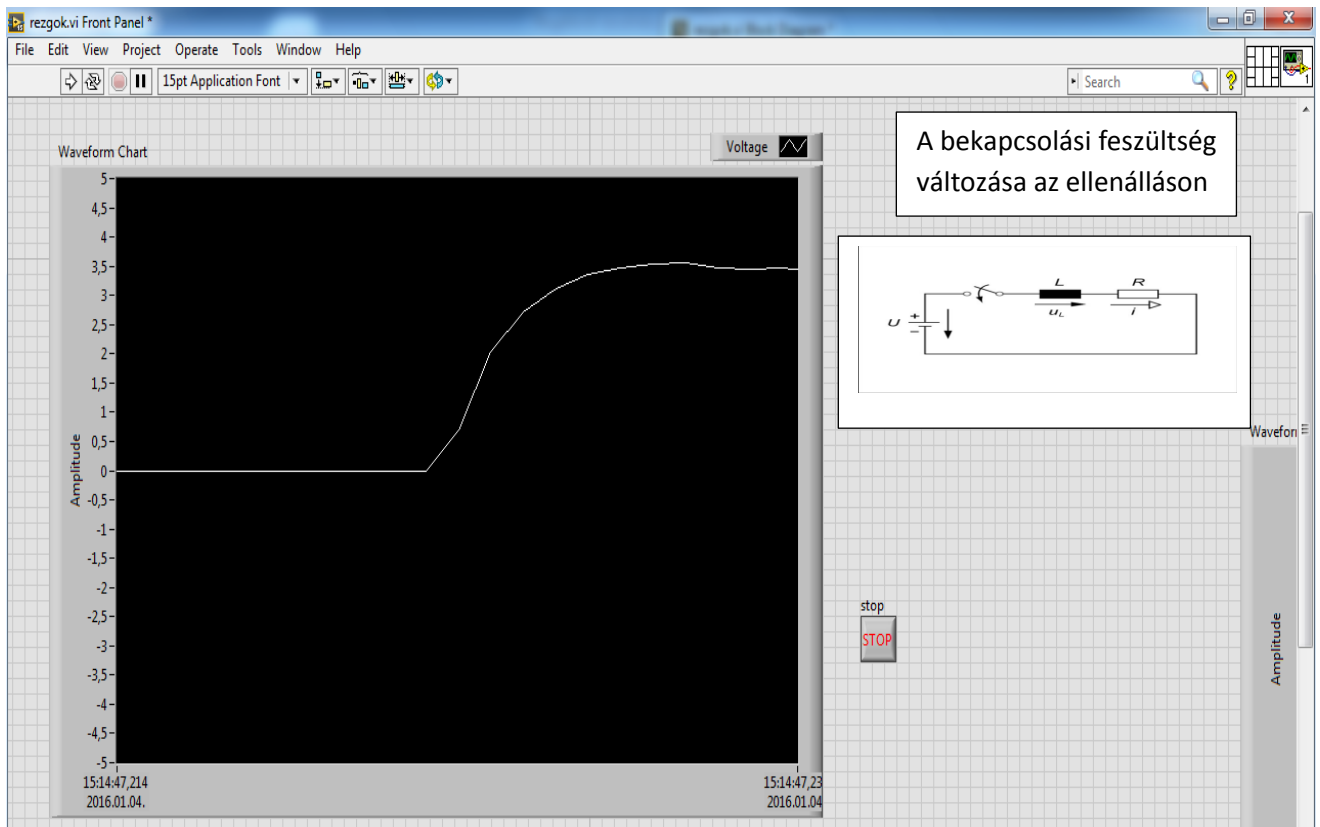 rezgok.vi Front Panel *
File Edit View Project Operate Tools Window Help
15pt Application Font
Search
1
Waveform Chart
Voltage
A bekapcsolási feszültség
változása az ellenálláson
5
4,5
4
3,5
3
2,5
2
1,5
1
0,5
0
-0,5
-1
-1,5
-2
-2,5
-3
-3,5
-4
-4,5
-5
Amplitude
15:14:47,214
2016.01.04.
15:14:47,23
2016.01.04
U
+
−
L
R
uL
i
stop
STOP
Wavefor
Amplitude